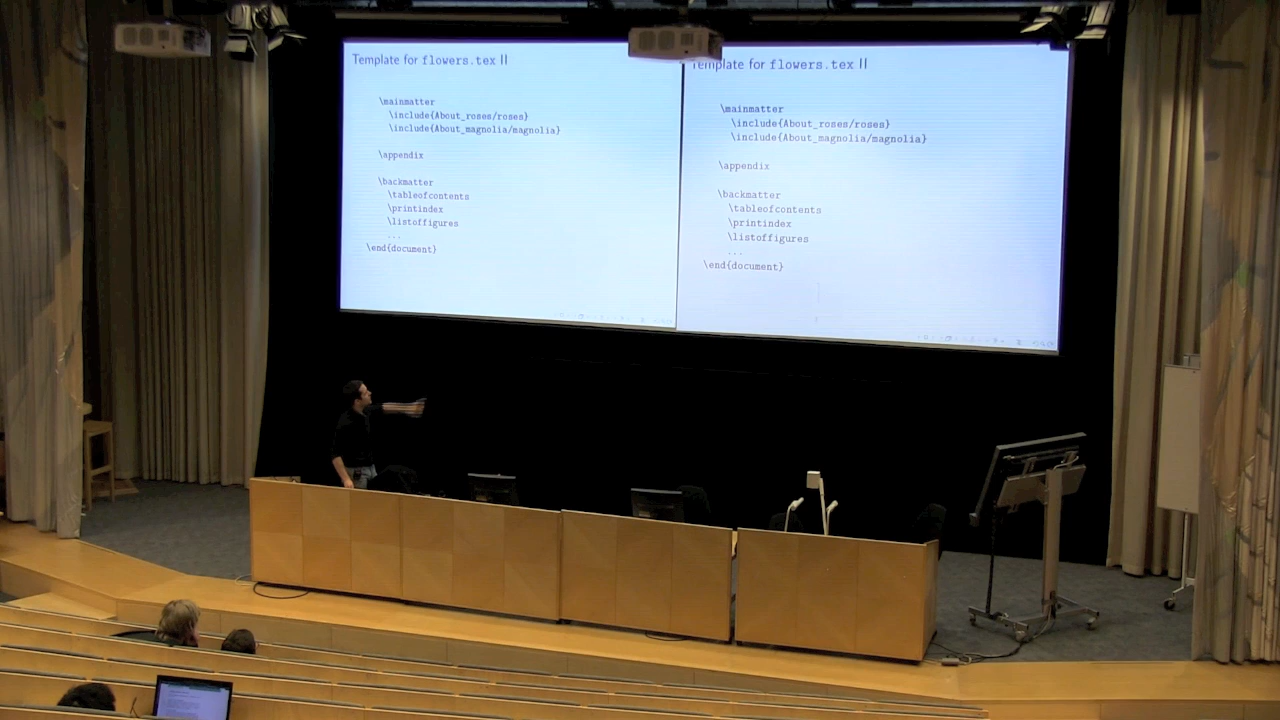 Template for flowers.tex II
\mainmatter
\include{About_roses/roses}
\include{About_magnolia/magnolia}
\appendix
\backmatter
\tableofcontents
\printindex
\listoffigures
...
\end{document}
Template for flowers.tex II
\mainmatter
\include{About_roses/roses}
\include{About_magnolia/magnolia}
\appendix
\backmatter
\tableofcontents
\printindex
\listoffigures
...
\end{document}